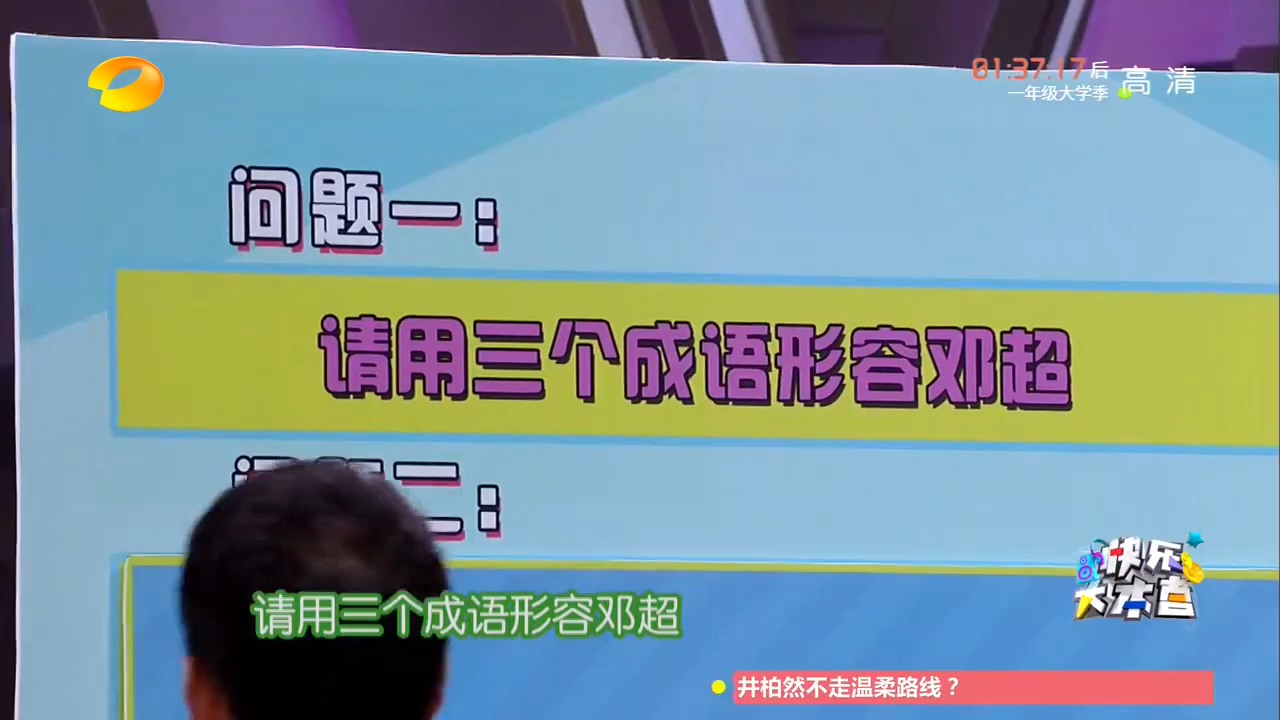 01:37:17后
一年级大学季
高清
问题一：
请用三个成语形容邓超
二：
请用三个成语形容邓超
快乐
大本营
井柏然不走温柔路线？